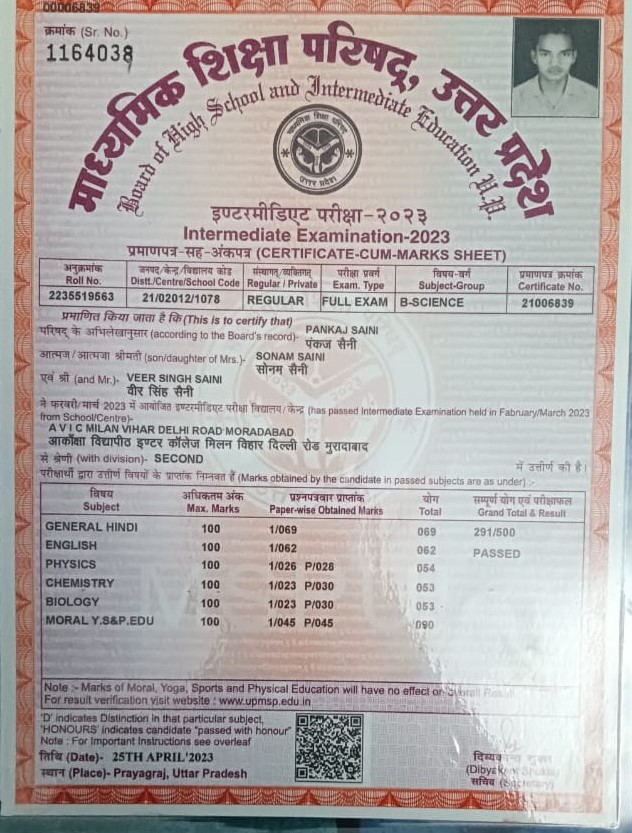 00006839
क्रमांक (Sr. No.)
1164038
माध्यमिक शिक्षा परिषद्, उत्तर प्रदेश
Board of High School and Intermediate Education U.P.
माध्यमिक शिक्षा परिषद
उत्तर प्रदेश
इण्टरमीडिएट परीक्षा-२०२३
Intermediate Examination-2023
प्रमाणपत्र-सह-अंकपत्र (CERTIFICATE-CUM-MARKS SHEET)
अनुक्रमांक जनपद/केन्द्र/विद्यालय कोड संस्थागत/व्यक्तिगत परीक्षा प्रवर्ग विषय-वर्ग प्रमाणपत्र क्रमांक
Roll No. Distt./Centre/School Code Regular / Private Exam. Type Subject-Group Certificate No.
2235519563 21/02012/1078 REGULAR FULL EXAM B-SCIENCE 21006839
प्रमाणित किया जाता है कि (This is to certify that)
परिषद के अभिलेखानुसार (according to the Board's record)- PANKAJ SAINI
पंकज सैनी
आत्मज/आत्मजा श्रीमती (son/daughter of Mrs.)- SONAM SAINI
सोनम सैनी
एवं श्री (and Mr.)- VEER SINGH SAINI
वीर सिंह सैनी
ने फरवरी/मार्च 2023 में आयोजित इण्टरमीडिएट परीक्षा विद्यालय/केन्द्र (has passed Intermediate Examination held in Fabruary/March 2023
from School/Centre)-
A V I C MILAN VIHAR DELHI ROAD MORADABAD
आकाँक्षा विद्यापीठ इण्टर कॉलेज मिलन विहार दिल्ली रोड मुरादाबाद
से श्रेणी (with division)- SECOND में उत्तीर्ण की है।
परीक्षार्थी द्वारा उत्तीर्ण विषयों के प्राप्तांक निम्नवत हैं (Marks obtained by the candidate in passed subjects are as under) :-
विषय अधिकतम अंक प्रश्नपत्रवार प्राप्तांक योग सम्पूर्ण योग एवं परीक्षाफल
Subject Max. Marks Paper-wise Obtained Marks Total Grand Total & Result
GENERAL HINDI 100 1/069 069 291/500
ENGLISH 100 1/062 062 PASSED
PHYSICS 100 1/026 P/028 054
CHEMISTRY 100 1/023 P/030 053
BIOLOGY 100 1/023 P/030 053
MORAL Y.S&P.EDU 100 1/045 P/045 090
Note :- Marks of Moral, Yoga, Sports and Physical Education will have no effect on Overall Result.
For result verification visit website : www.upmsp.edu.in
'D' indicates Distinction in that particular subject,
'HONOURS' indicates candidate "passed with honour"
Note : For Important Instructions see overleaf
तिथि (Date)- 25TH APRIL'2023
स्थान (Place)- Prayagraj, Uttar Pradesh
दिव्यकान्त शुक्ल
(Dibyakant Shukla)
सचिव (Secretary)